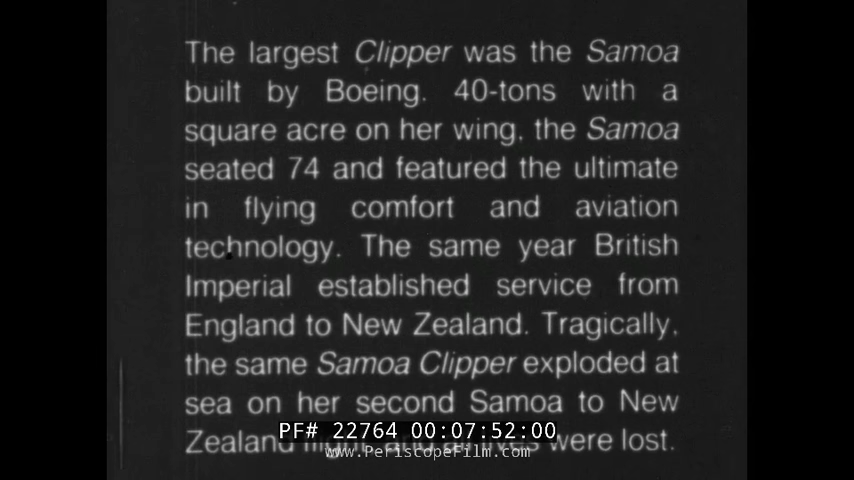 The largest Clipper was the Samoa
built by Boeing. 40-tons with a
square acre on her wing, the Samoa
seated 74 and featured the ultimate
in flying comfort and aviation
technology. The same year British
Imperial established service from
England to New Zealand. Tragically,
the same Samoa Clipper exploded at
sea on her second Samoa to New
Zealand were lost.
PF# 22764 00:07:52:00
www.PeriscopeFilm.com